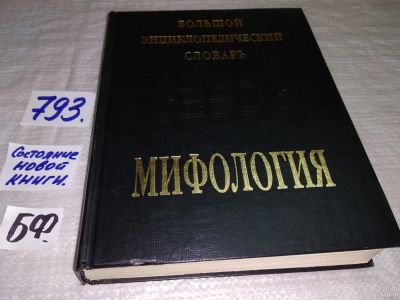 БОЛЬШОЙ
ЭНЦИКЛОПЕДИЧЕСКИЙ
СЛОВАРЬ
МИФОЛОГИЯ
793.
Состояние
новой
книги.
БФ.